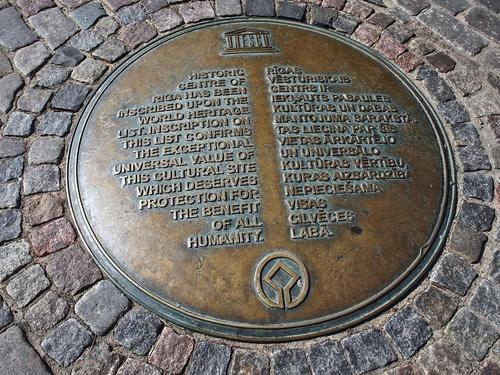 UNESCO
HISTORIC
CENTRE OF
RIGA HAS BEEN
INSCRIBED UPON THE
WORLD HERITAGE
LIST. INSCRIPTION ON
THIS LIST CONFIRMS
THE EXCEPTIONAL
UNIVERSAL VALUE OF
THIS CULTURAL SITE
WHICH DESERVES
PROTECTION FOR
THE BENEFIT
OF ALL
HUMANITY.
RĪGAS
VĒSTURISKAIS
CENTRS IR
IEKĻAUTS PASAULES
KULTŪRAS UN DABAS
MANTOJUMA SARAKSTĀ.
TAS LIECINA PAR ŠĪS
VIETAS ĀRKĀRTĒJO
UN UNIVERSĀLO
KULTŪRAS VĒRTĪBU,
KURAS AIZSARDZĪBA
NEPIECIEŠAMA
VISAS
CILVĒCES
LABĀ.